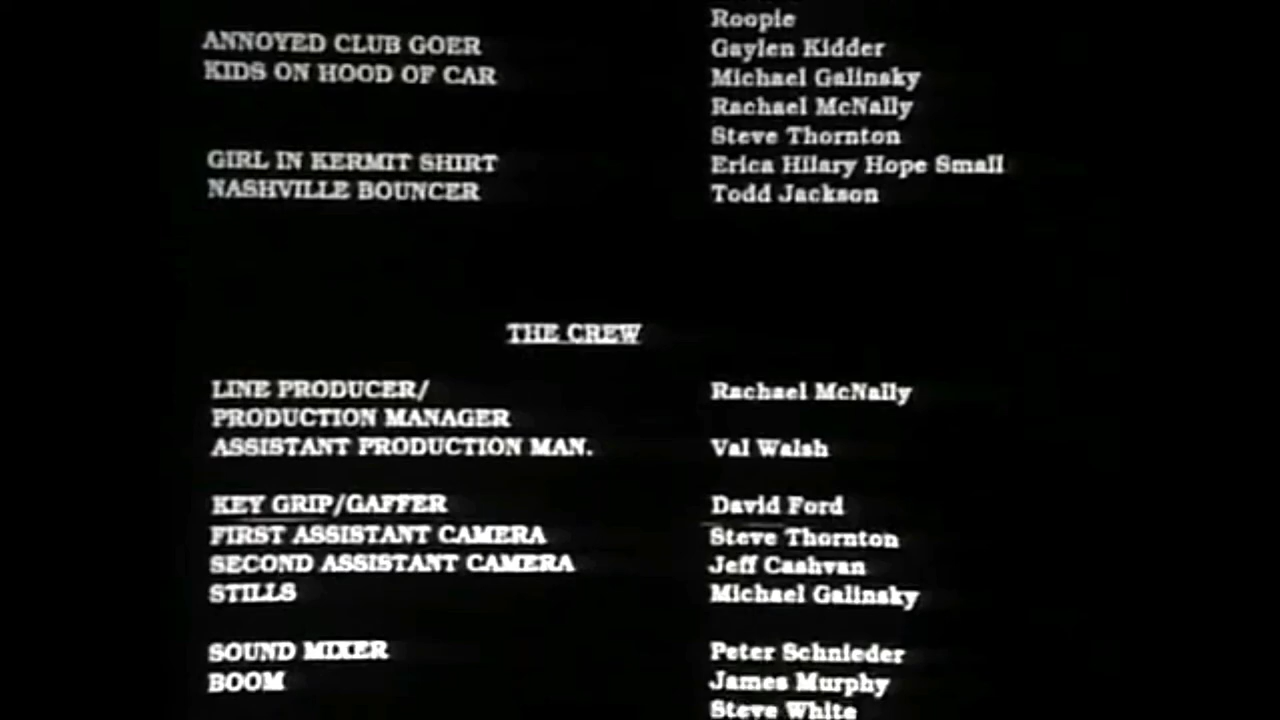 Roople
ANNOYED CLUB GOER Gaylen Kidder
KIDS ON HOOD OF CAR Michael Galinsky
Rachael McNally
Steve Thornton
GIRL IN KERMIT SHIRT Erica Hilary Hope Small
NASHVILLE BOUNCER Todd Jackson
THE CREW
LINE PRODUCER/ Rachael McNally
PRODUCTION MANAGER
ASSISTANT PRODUCTION MAN. Val Walsh
KEY GRIP/GAFFER David Ford
FIRST ASSISTANT CAMERA Steve Thornton
SECOND ASSISTANT CAMERA Jeff Cashvan
STILLS Michael Galinsky
SOUND MIXER Peter Schnieder
BOOM James Murphy
Steve White